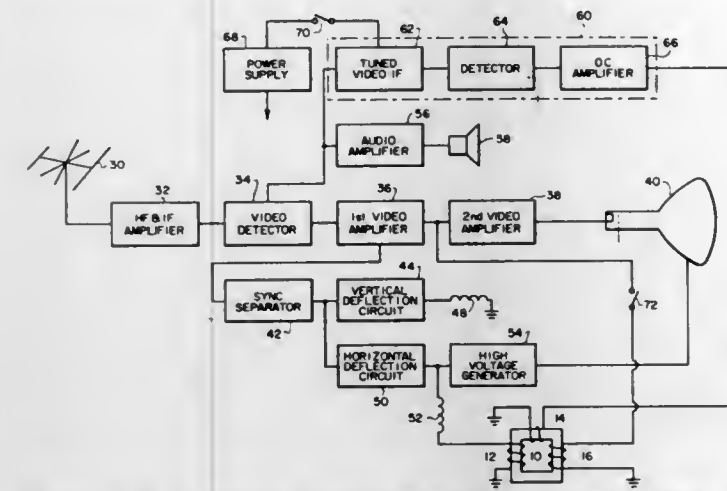 60
68
70
62
64
66
POWER SUPPLY
TUNED VIDEO IF
DETECTOR
DC AMPLIFIER
56
AUDIO AMPLIFIER
58
30
32
34
36
38
40
HF & IF AMPLIFIER
VIDEO DETECTOR
1st VIDEO AMPLIFIER
2nd VIDEO AMPLIFIER
44
72
SYNC SEPARATOR
42
VERTICAL DEFLECTION CIRCUIT
48
54
HORIZONTAL DEFLECTION CIRCUIT
50
HIGH VOLTAGE GENERATOR
52
14
12
10
16